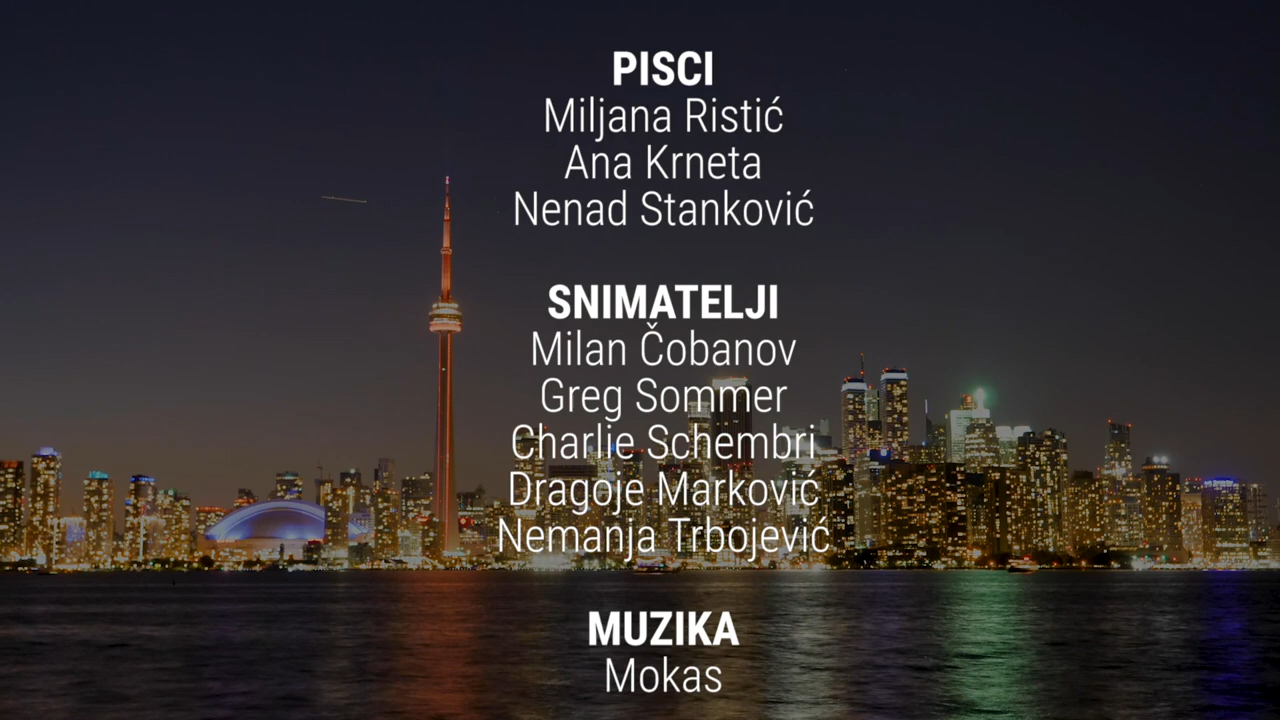 PISCI
Miljana Ristić
Ana Krneta
Nenad Stanković
SNIMATELJI
Milan Čobanov
Greg Sommer
Charlie Schembri
Dragoje Marković
Nemanja Trbojević
MUZIKA
Mokas